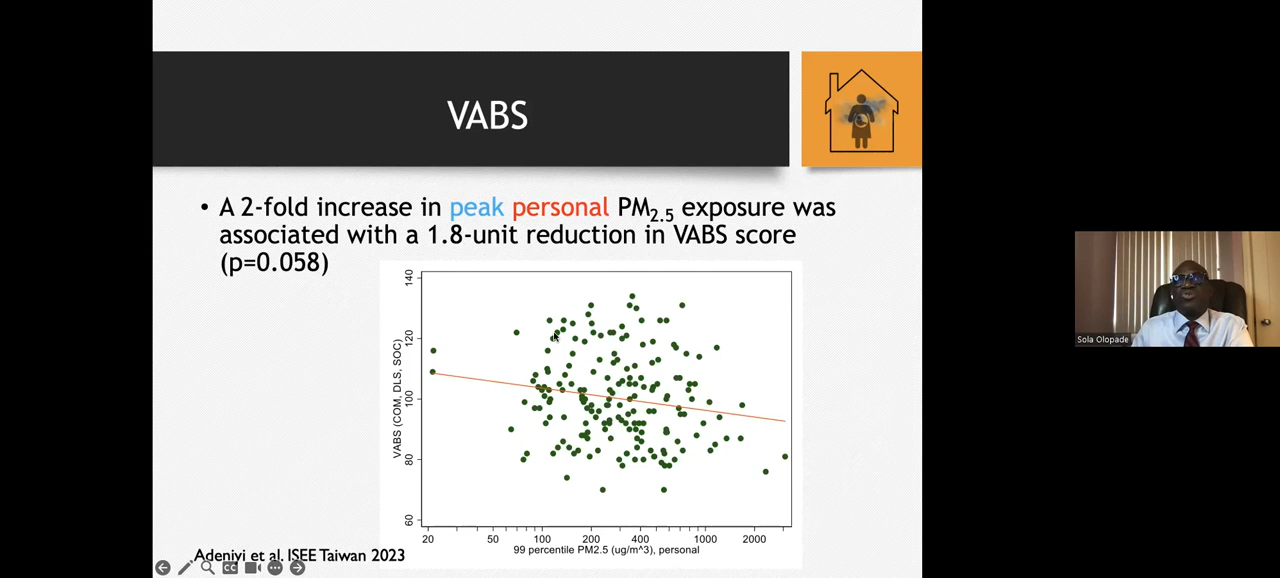 VABS
• A 2-fold increase in peak personal PM2.5 exposure was
associated with a 1.8-unit reduction in VABS score
(p=0.058)
140
120
100
80
60
VABS (COM, DLS, SOC)
20 50 100 200 400 1000 2000
99 percentile PM2.5 (ug/m^3), personal
Adeniyi et al. ISEE Taiwan 2023
CC
Sola Olopade